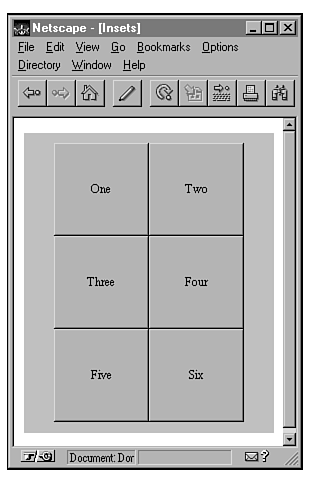 Netscape - [Insets]
File Edit View Go Bookmarks Options
Directory Window Help
One Two
Three Four
Five Six
Document: Dor
?